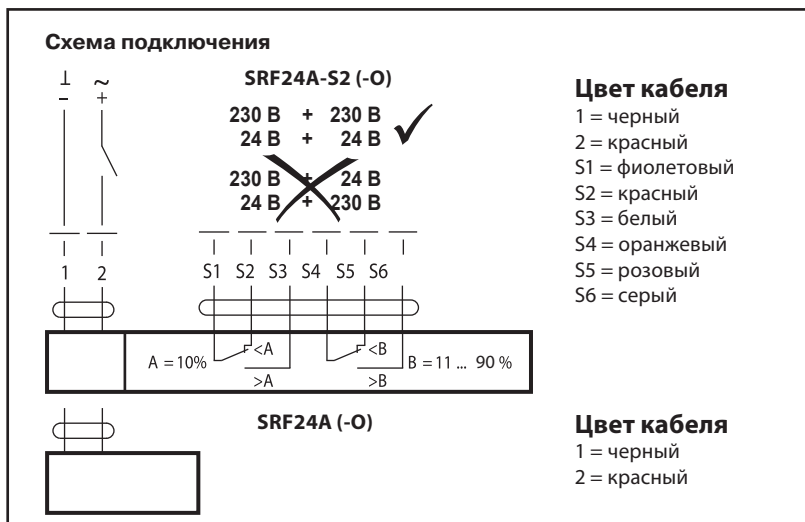 Схема подключения
SRF24A-S2 (-O)
⊥ ~
– +
230 В + 230 В
24 В + 24 В
230 В + 24 В
24 В + 230 В
1 2 S1 S2 S3 S4 S5 S6
A = 10% <A <B B = 11 ... 90 %
>A >B
Цвет кабеля
1 = черный
2 = красный
S1 = фиолетовый
S2 = красный
S3 = белый
S4 = оранжевый
S5 = розовый
S6 = серый
SRF24A (-O)
Цвет кабеля
1 = черный
2 = красный